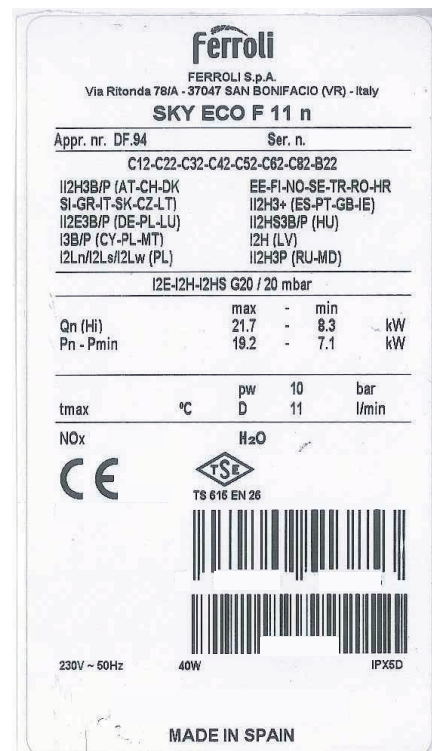 Ferroli
FERROLI S.p.A.
Via Ritonda 78/A - 37047 SAN BONIFACIO (VR) - Italy
SKY ECO F 11 n
Appr. nr. DF.94 Ser. n.
C12-C22-C32-C42-C52-C62-C82-B22
II2H3B/P (AT-CH-DK EE-FI-NO-SE-TR-RO-HR
SI-GR-IT-SK-CZ-LT) II2H3+ (ES-PT-GB-IE)
II2E3B/P (DE-PL-LU) II2HS3B/P (HU)
I3B/P (CY-PL-MT) I2H (LV)
I2Ln/I2Ls/I2Lw (PL) II2H3P (RU-MD)
I2E-I2H-I2HS G20 / 20 mbar
max - min
Qn (Hi) 21.7 - 8.3 kW
Pn - Pmin 19.2 - 7.1 kW
pw 10 bar
tmax ºC D 11 l/min
NOx H2O
CE
TSE
TS 615 EN 26
230V ~ 50Hz 40W IPX5D
MADE IN SPAIN